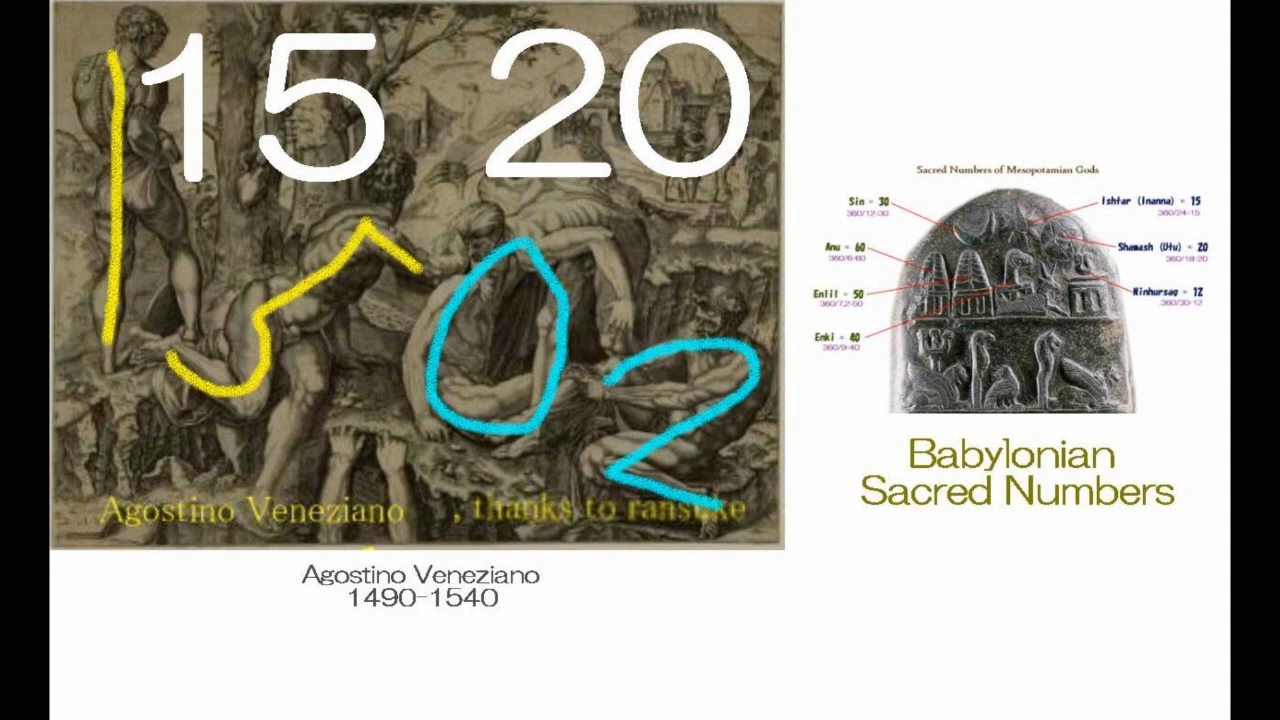 15 20
0
2
Agostino Veneziano , thanks to
Agostino Veneziano
1490-1540
Sacred Numbers of Mesopotamian Gods
Sin = 30
360/12=30
Anu = 60
360/6=60
Enlil = 50
360/7.2=50
Enki = 40
360/9=40
Ishtar (Inanna) = 15
360/24=15
Shamash (Utu) = 20
360/18=20
Ninhursag = 12
360/30=12
Babylonian
Sacred Numbers